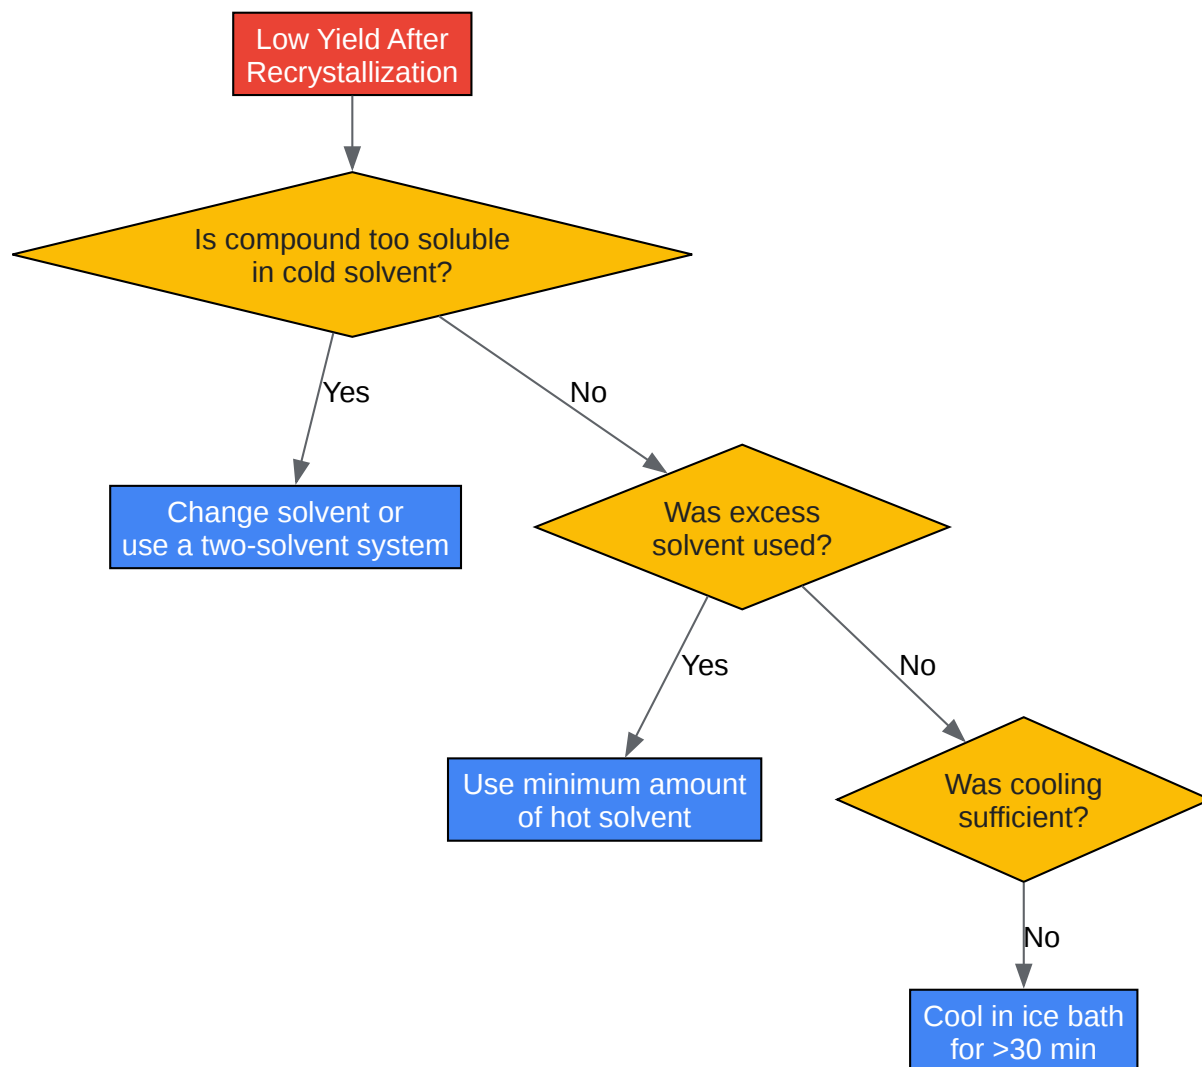 Low Yield After
Recrystallization
Is compound too soluble
in cold solvent?
Yes
No
Change solvent or
use a two-solvent system
Was excess
solvent used?
Yes
No
Use minimum amount
of hot solvent
Was cooling
sufficient?
No
Cool in ice bath
for >30 min